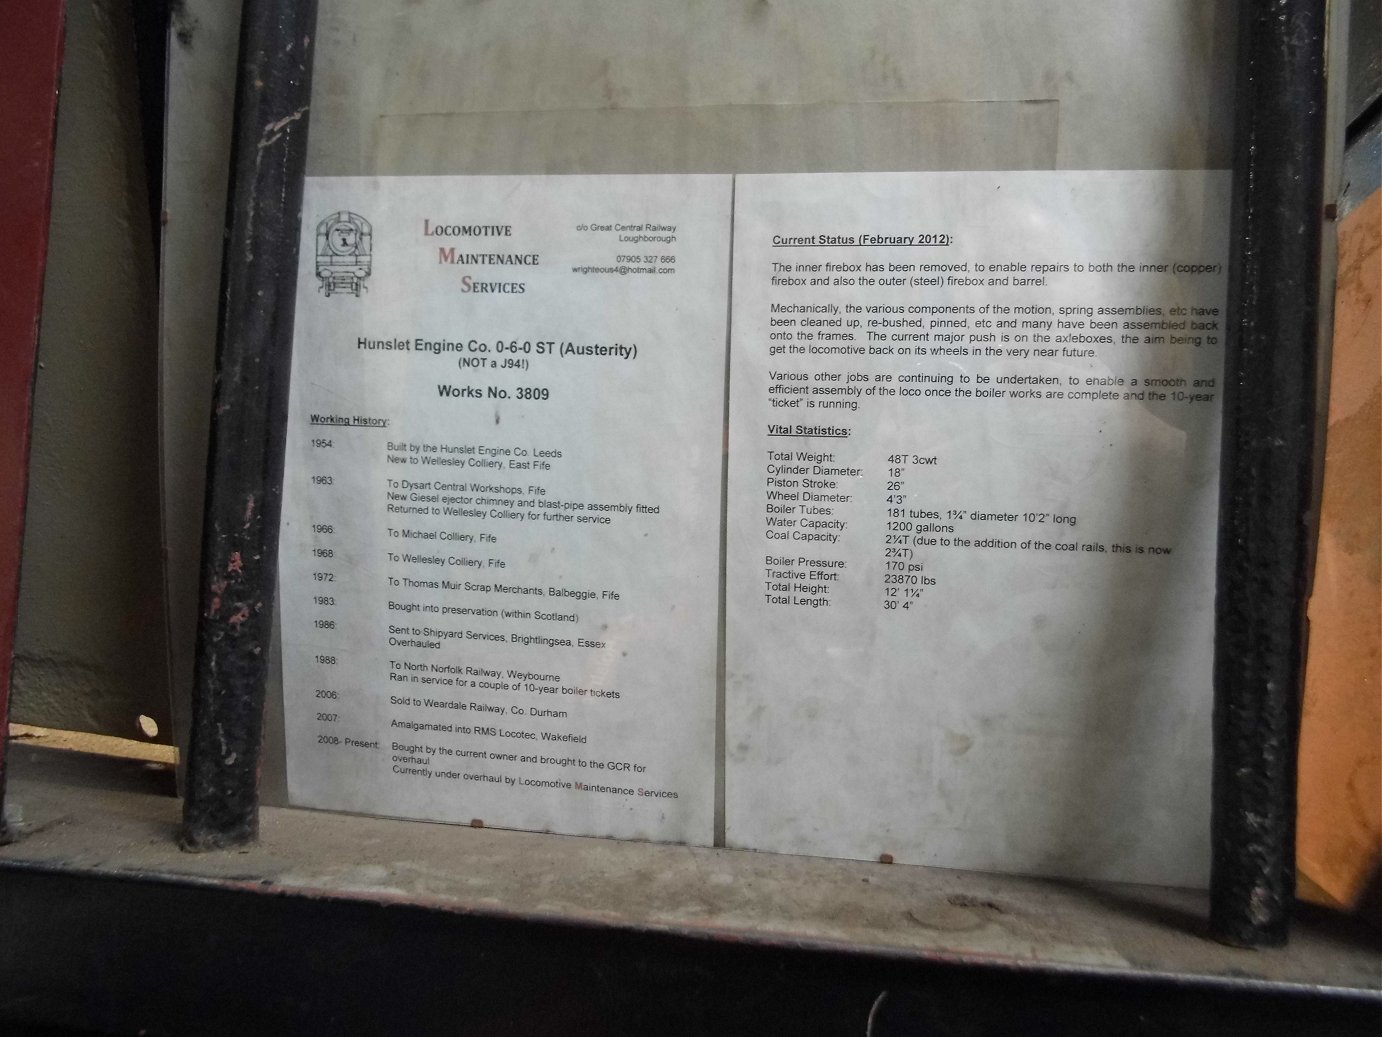 LOCOMOTIVE
MAINTENANCE
SERVICES
c/o Great Central Railway
Loughborough
07905 327 666
wrighteous4@hotmail.com
Hunslet Engine Co. 0-6-0 ST (Austerity)
(NOT a J94!)
Works No. 3809
Working History:
1954: Built by the Hunslet Engine Co. Leeds
New to Wellesley Colliery, East Fife
1963: To Dysart Central Workshops, Fife
New Giesel ejector chimney and blast-pipe assembly fitted
Returned to Wellesley Colliery for further service
1966: To Michael Colliery, Fife
1968: To Wellesley Colliery, Fife
1972: To Thomas Muir Scrap Merchants, Balbeggie, Fife
1983: Bought into preservation (within Scotland)
1986: Sent to Shipyard Services, Brightlingsea, Essex
Overhauled
1988: To North Norfolk Railway, Weybourne
Ran in service for a couple of 10-year boiler tickets
2006: Sold to Weardale Railway, Co. Durham
2007: Amalgamated into RMS Locotec, Wakefield
2008- Present: Bought by the current owner and brought to the GCR for
overhaul
Currently under overhaul by Locomotive Maintenance Services
Current Status (February 2012):
The inner firebox has been removed, to enable repairs to both the inner (copper)
firebox and also the outer (steel) firebox and barrel.
Mechanically, the various components of the motion, spring assemblies, etc have
been cleaned up, re-bushed, pinned, etc and many have been assembled back
onto the frames. The current major push is on the axleboxes, the aim being to
get the locomotive back on its wheels in the very near future.
Various other jobs are continuing to be undertaken, to enable a smooth and
efficient assembly of the loco once the boiler works are complete and the 10-year
"ticket" is running.
Vital Statistics:
Total Weight: 48T 3cwt
Cylinder Diameter: 18"
Piston Stroke: 26"
Wheel Diameter: 4'3"
Boiler Tubes: 181 tubes, 1¾" diameter 10'2" long
Water Capacity: 1200 gallons
Coal Capacity: 2¼T (due to the addition of the coal rails, this is now
2¾T)
Boiler Pressure: 170 psi
Tractive Effort: 23870 lbs
Total Height: 12' 1¼"
Total Length: 30' 4"